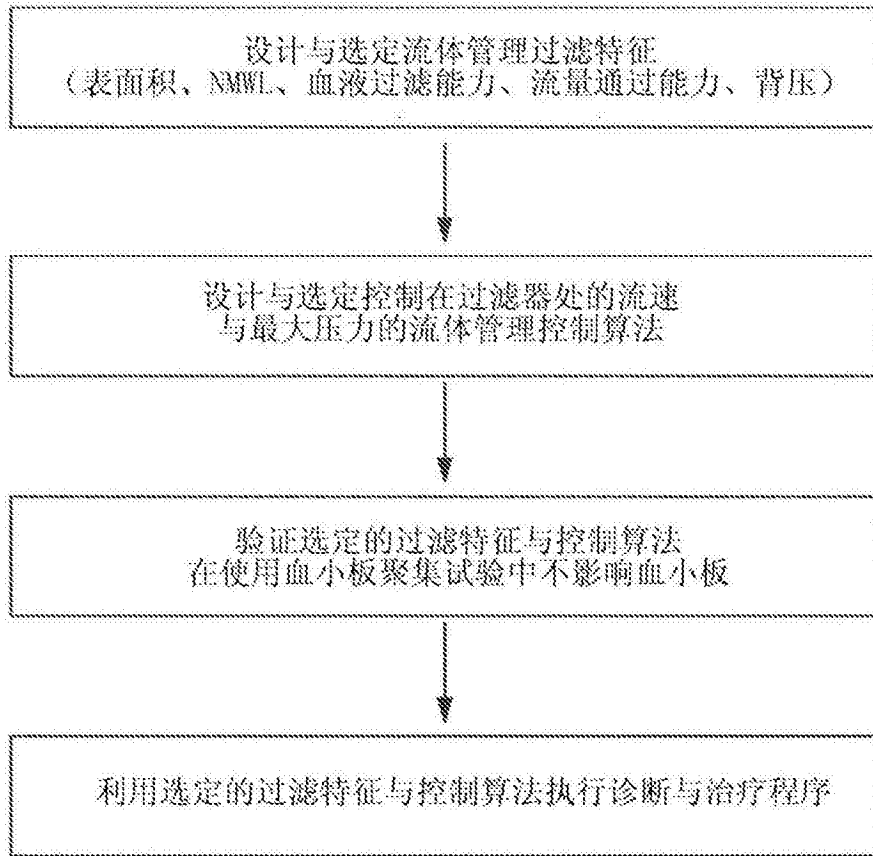 设计与选定流体管理过滤特征
（表面积、NMWL、血液过滤能力、流量通过能力、背压）
设计与选定控制在过滤器处的流速
与最大压力的流体管理控制算法
验证选定的过滤特征与控制算法
在使用血小板聚集试验中不影响血小板
利用选定的过滤特征与控制算法执行诊断与治疗程序